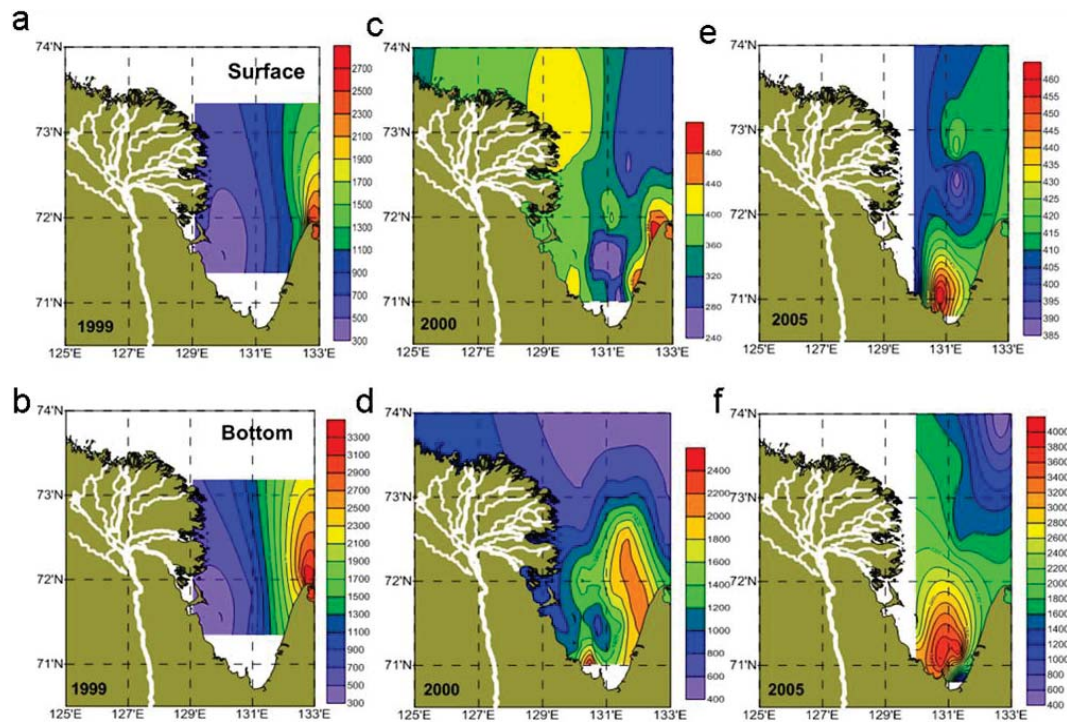 a
74'N
73'N
72'N
71'N
Surface
1999
125'E 127'E 129'E 131'E 133'E
2700
2500
2300
2100
1900
1700
1500
1300
1100
900
700
500
300
c
74'N
73'N
72'N
71'N
2000
125'E 127'E 129'E 131'E 133'E
480
440
400
360
320
280
240
e
74'N
73'N
72'N
71'N
2005
125'E 127'E 129'E 131'E 133'E
460
455
450
445
440
435
430
425
420
415
410
405
400
395
390
385
b
74'N
73'N
72'N
71'N
Bottom
1999
125'E 127'E 129'E 131'E 133'E
3300
3100
2900
2700
2500
2300
2100
1900
1700
1500
1300
1100
900
700
500
300
d
74'N
73'N
72'N
71'N
2000
125'E 127'E 129'E 131'E 133'E
2400
2200
2000
1800
1600
1400
1200
1000
800
600
400
f
74'N
73'N
72'N
71'N
2005
125'E 127'E 129'E 131'E 133'E
4000
3800
3600
3400
3200
3000
2800
2600
2400
2200
2000
1800
1600
1400
1200
1000
800
600
400